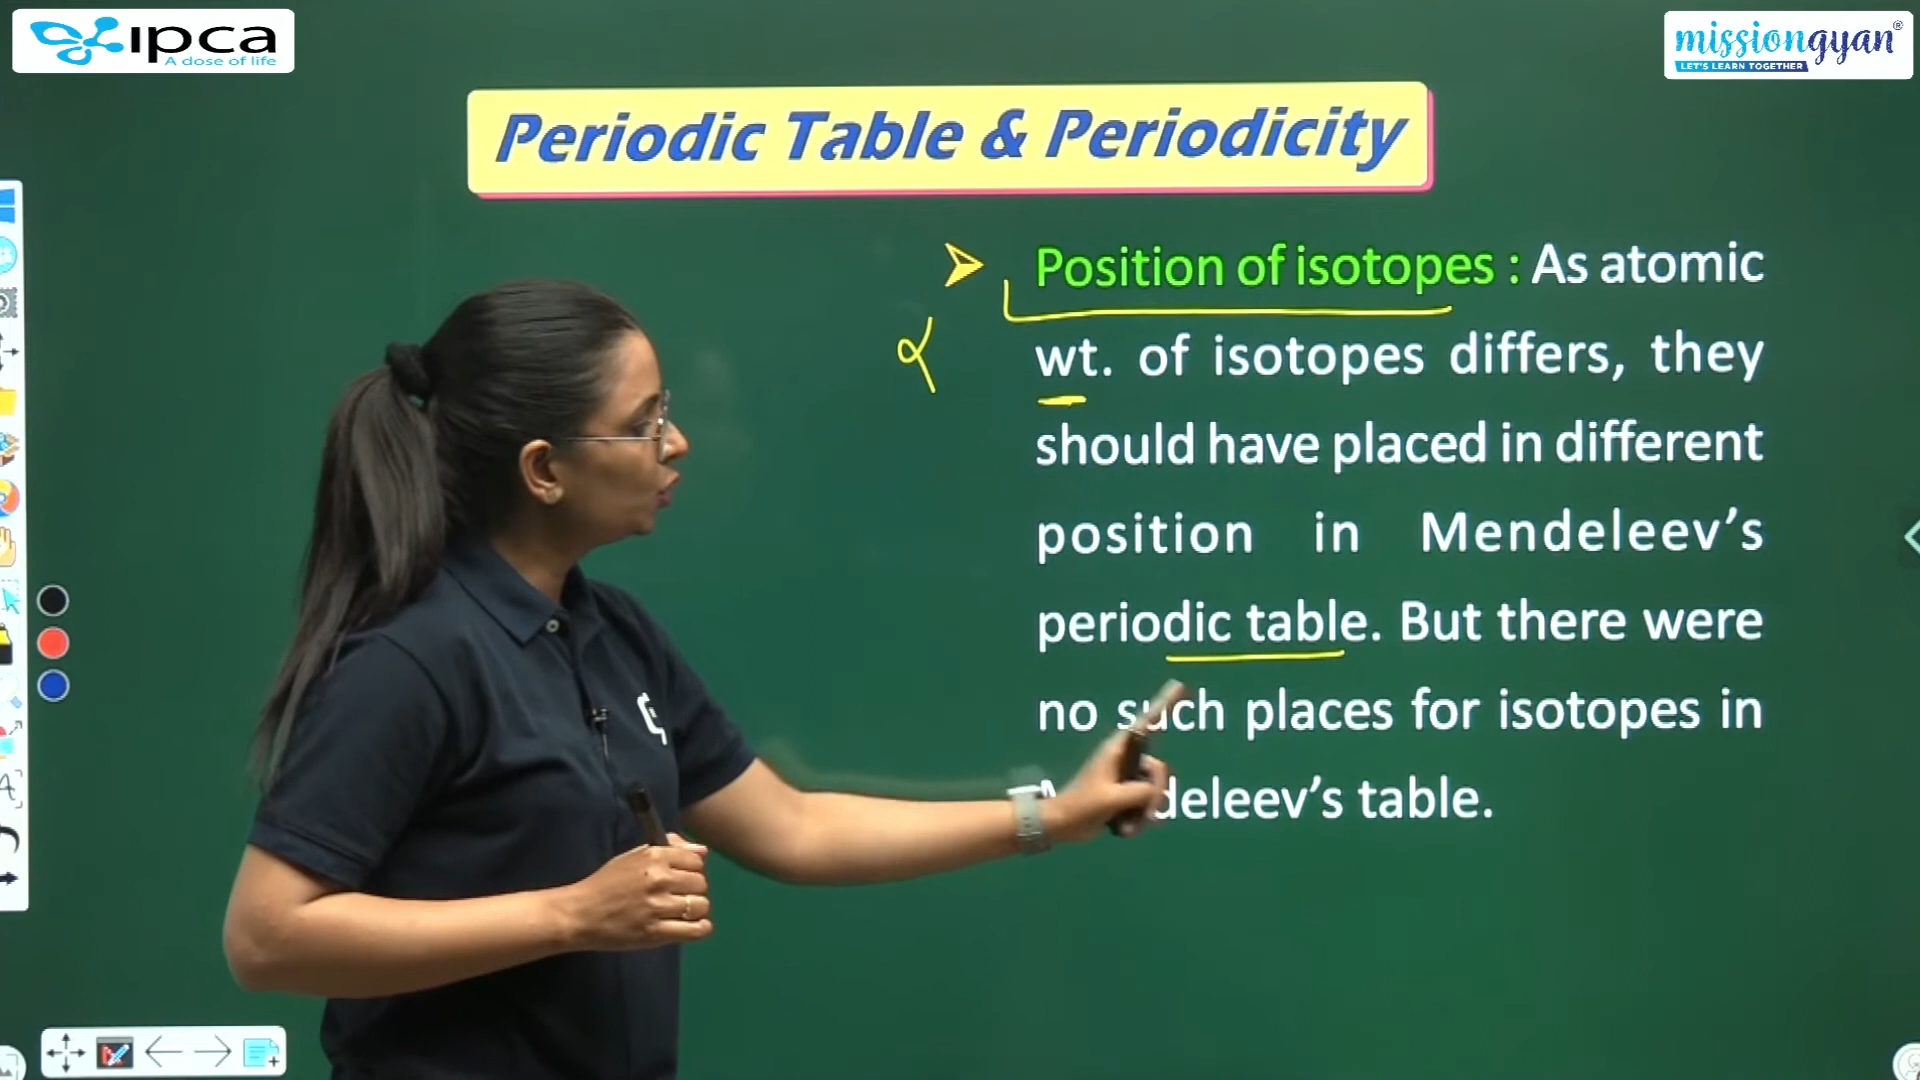 ipca
A dose of life
missiongyan®
LET'S LEARN TOGETHER
Periodic Table & Periodicity
➢ Position of isotopes : As atomic
wt. of isotopes differs, they
should have placed in different
position in Mendeleev’s
periodic table. But there were
no such places for isotopes in
deleev’s table.